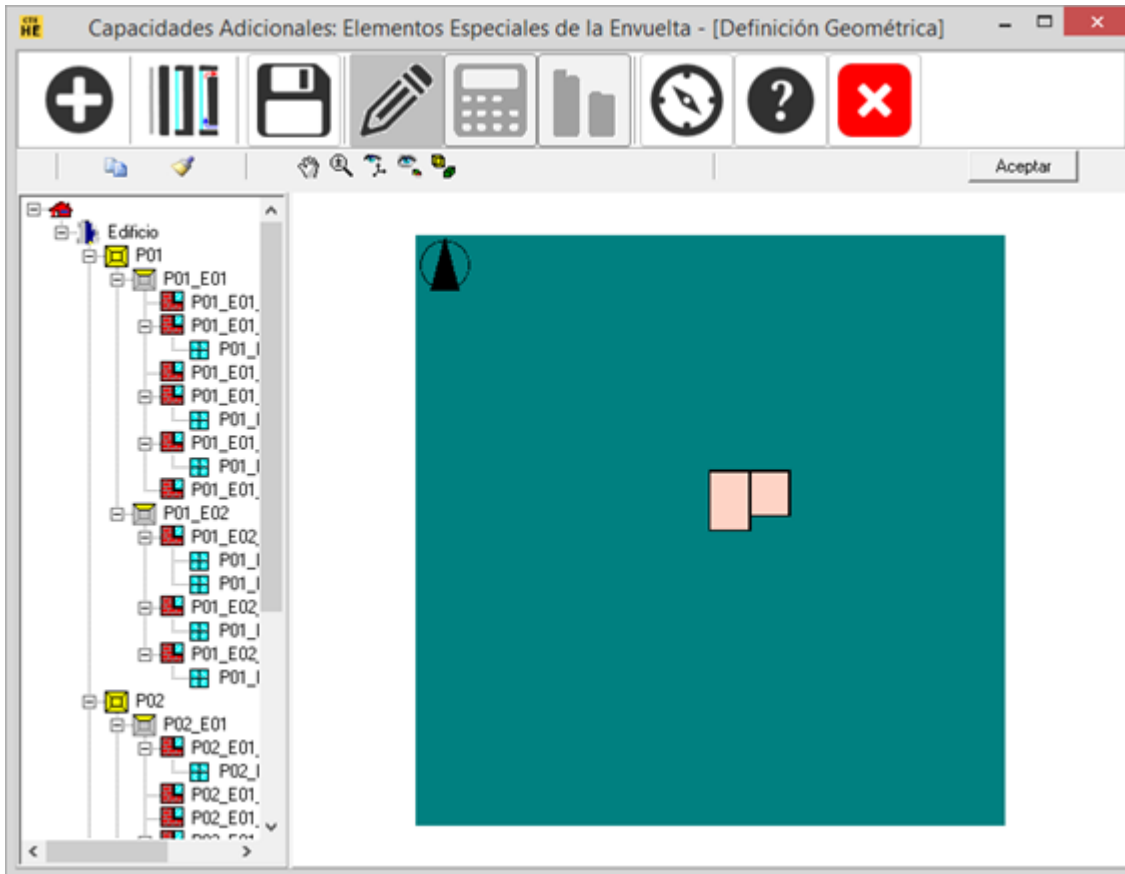 CTE
HE
Capacidades Adicionales: Elementos Especiales de la Envuelta - [Definición Geométrica]
Aceptar
Edificio
P01
P01_E01
P01_E01_
P01_E01_
P01_I
P01_E01_
P01_E01_
P01_I
P01_E01_
P01_I
P01_E01_
P01_E02
P01_E02_
P01_I
P01_I
P01_E02_
P01_I
P01_E02_
P01_I
P02
P02_E01
P02_E01_
P02_I
P02_E01_
P02_E01_
P02_E01_